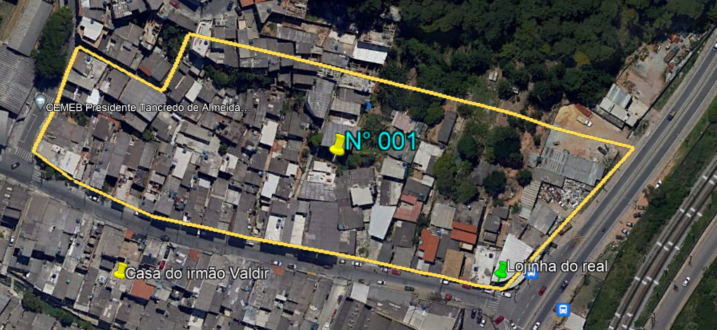 N° 001
CEMEB Presidente Tancredo de Almeida...
Lojinha do real
Casa do irmão Valdir